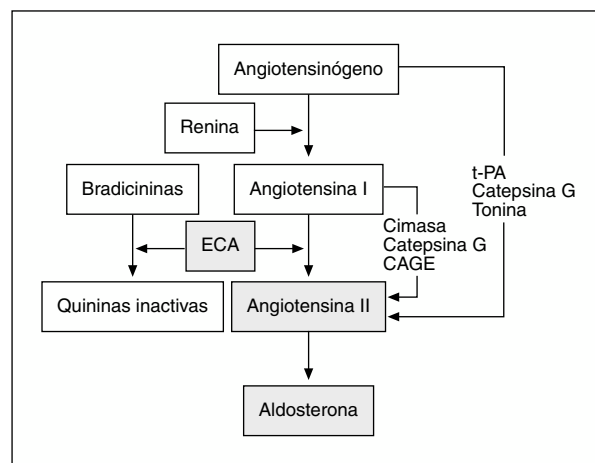 Angiotensinógeno
Renina
t-PA
Catepsina G
Tonina
Bradicininas
Angiotensina I
Cimasa
Catepsina G
CAGE
ECA
Quininas inactivas
Angiotensina II
Aldosterona